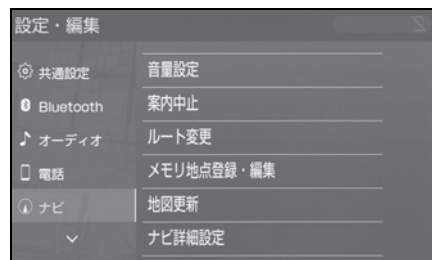 設定・編集
共通設定
Bluetooth
オーディオ
電話
ナビ
音量設定
案内中止
ルート変更
メモリ地点登録・編集
地図更新
ナビ詳細設定